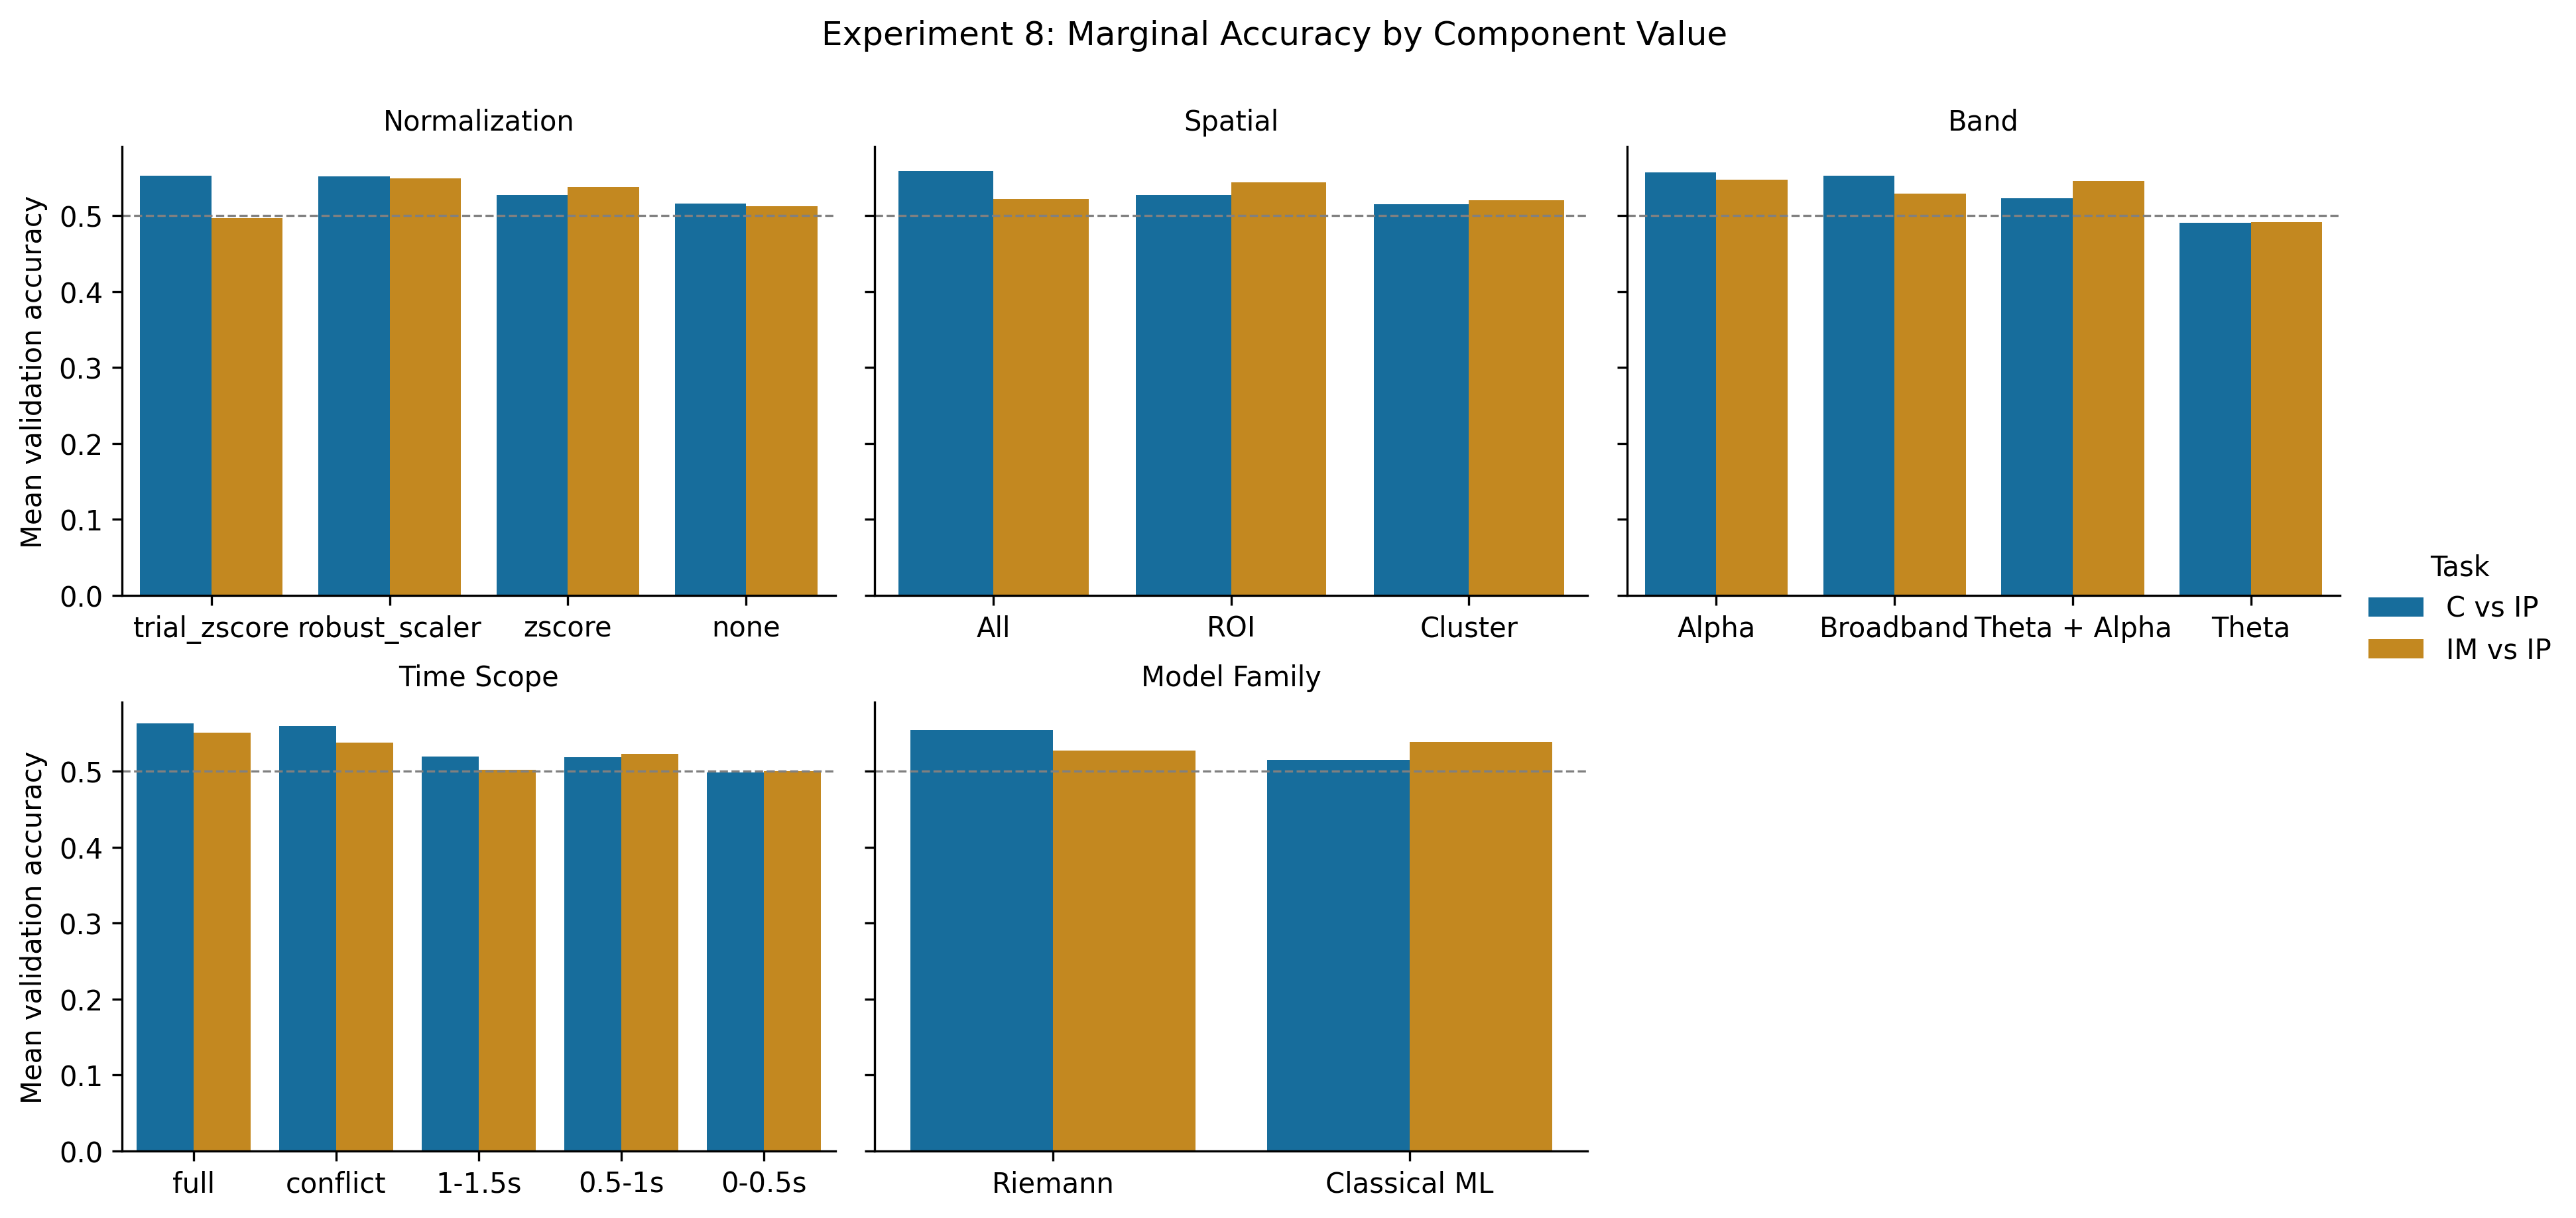 Experiment 8: Marginal Accuracy by Component Value
Normalization
Spatial
Band
Mean validation accuracy
0.5
0.4
0.3
0.2
0.1
0.0
trial_zscore robust_scaler zscore none
All ROI Cluster
Alpha Broadband Theta + Alpha Theta
Task
C vs IP
IM vs IP
Time Scope
Model Family
Mean validation accuracy
0.5
0.4
0.3
0.2
0.1
0.0
full conflict 1-1.5s 0.5-1s 0-0.5s
Riemann Classical ML